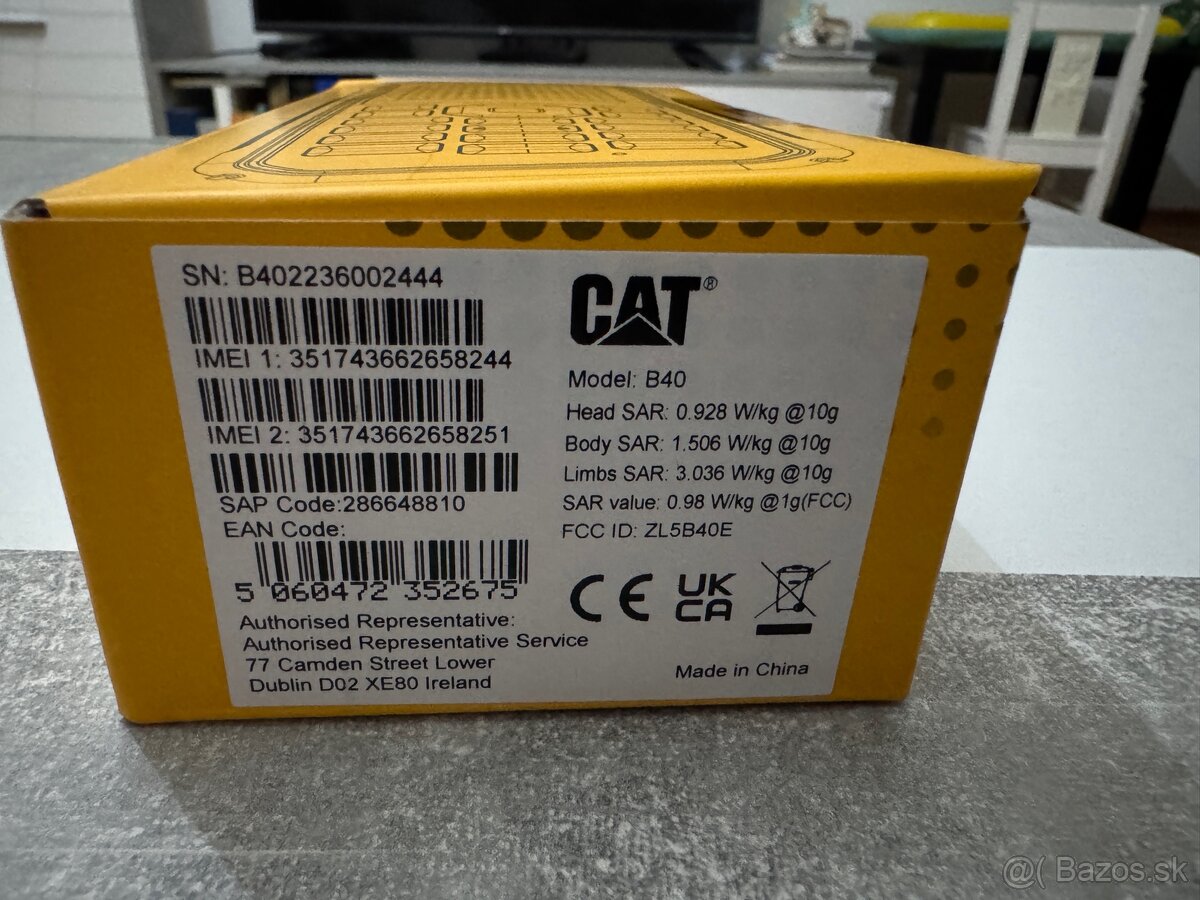 SN: B402236002444
IMEI 1: 351743662658244
IMEI 2: 351743662658251
SAP Code:286648810
EAN Code:
5 060472 352675
Authorised Representative:
Authorised Representative Service
77 Camden Street Lower
Dublin D02 XE80 Ireland
CAT®
Model: B40
Head SAR: 0.928 W/kg @10g
Body SAR: 1.506 W/kg @10g
Limbs SAR: 3.036 W/kg @10g
SAR value: 0.98 W/kg @1g(FCC)
FCC ID: ZL5B40E
CE UK
CA
Made in China
@( Bazos.sk